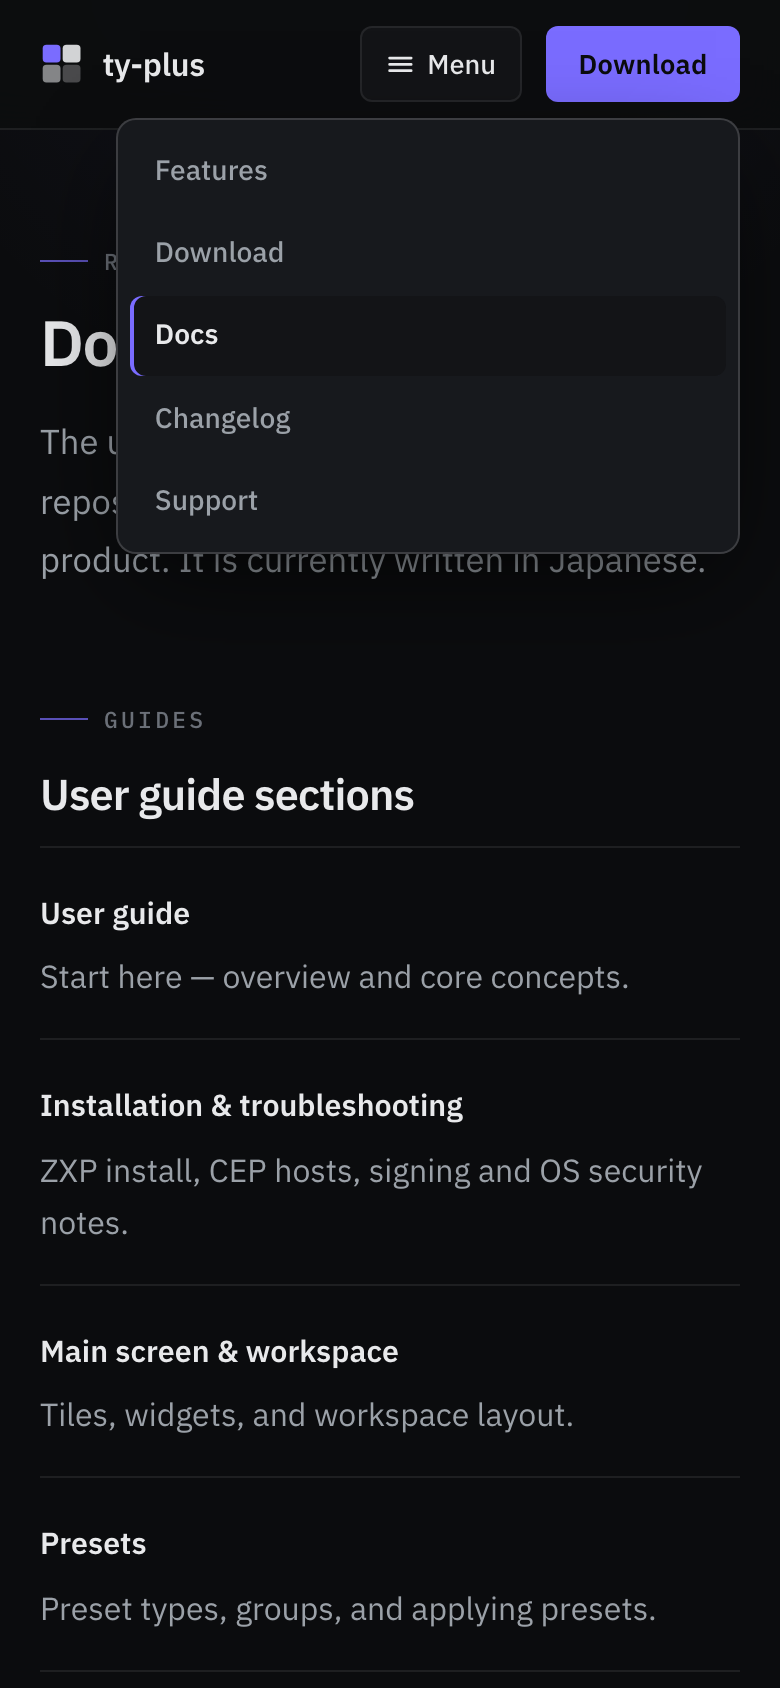 ty-plus
Menu
Download
Features
Download
Docs
Changelog
Support
The
product. It is currently written in Japanese.
GUIDES
User guide sections
User guide
Start here — overview and core concepts.
Installation & troubleshooting
ZXP install, CEP hosts, signing and OS security
notes.
Main screen & workspace
Tiles, widgets, and workspace layout.
Presets
Preset types, groups, and applying presets.